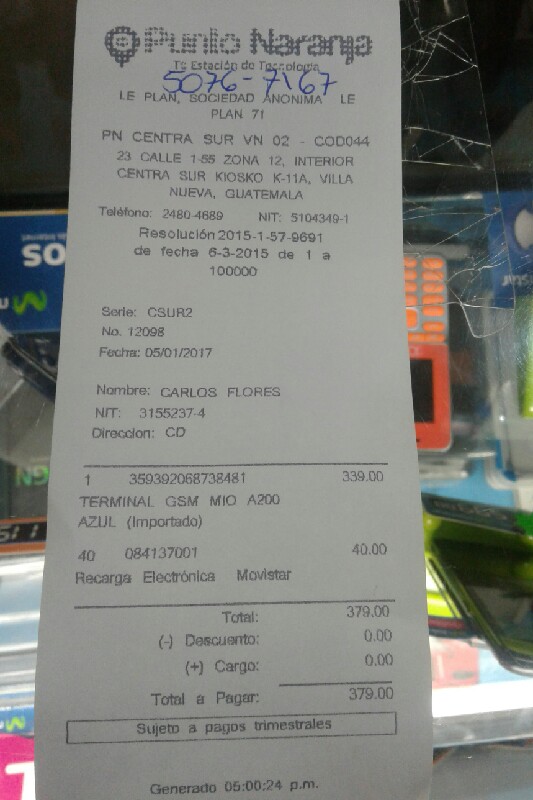 Punto Naranja
Tu Estación de Tecnología
5076-7167
LE PLAN, SOCIEDAD ANONIMA LE
PLAN 71
PN CENTRA SUR VN 02 - COD044
23 CALLE 1-55 ZONA 12, INTERIOR
CENTRA SUR KIOSKO K-11A, VILLA
NUEVA, GUATEMALA
Teléfono: 2480-4689 NIT: 5104349-1
Resolución 2015-1-57-9691
de fecha 6-3-2015 de 1 a
100000
Serie: CSUR2
No. 12098
Fecha: 05/01/2017
Nombre: CARLOS FLORES
NIT: 3155237-4
Direccion: CD
1 359392068738481 339.00
TERMINAL GSM MIO A200
AZUL (Importado)
40 084137001 40.00
Recarga Electrónica Movistar
Total: 379.00
(-) Descuento: 0.00
(+) Cargo: 0.00
Total a Pagar: 379.00
Sujeto a pagos trimestrales
Generado 05:00:24 p.m.